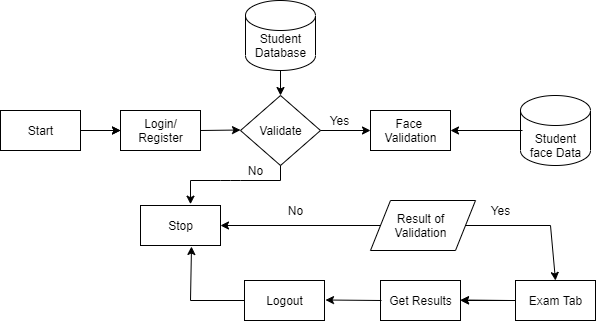 Student
Database
Start
Login/
Register
Validate
Yes
Face
Validation
Student
face Data
No
Stop
No
Result of
Validation
Yes
Logout
Get Results
Exam Tab